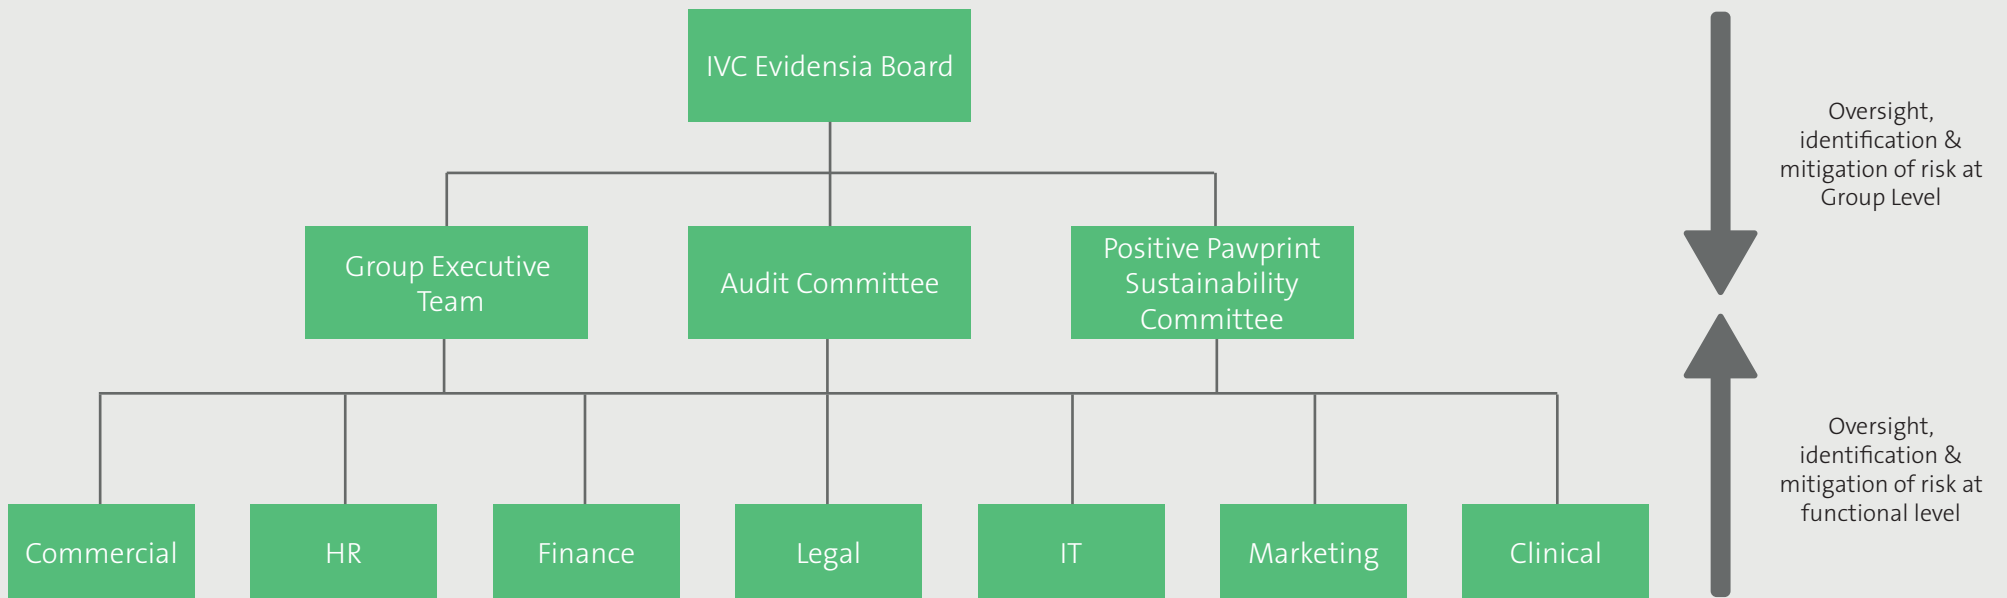 IVC Evidensia Board
Oversight,
identification &
mitigation of risk at
Group Level
Group Executive
Team
Audit Committee
Positive Pawprint
Sustainability
Committee
Oversight,
identification &
mitigation of risk at
functional level
Commercial
HR
Finance
Legal
IT
Marketing
Clinical